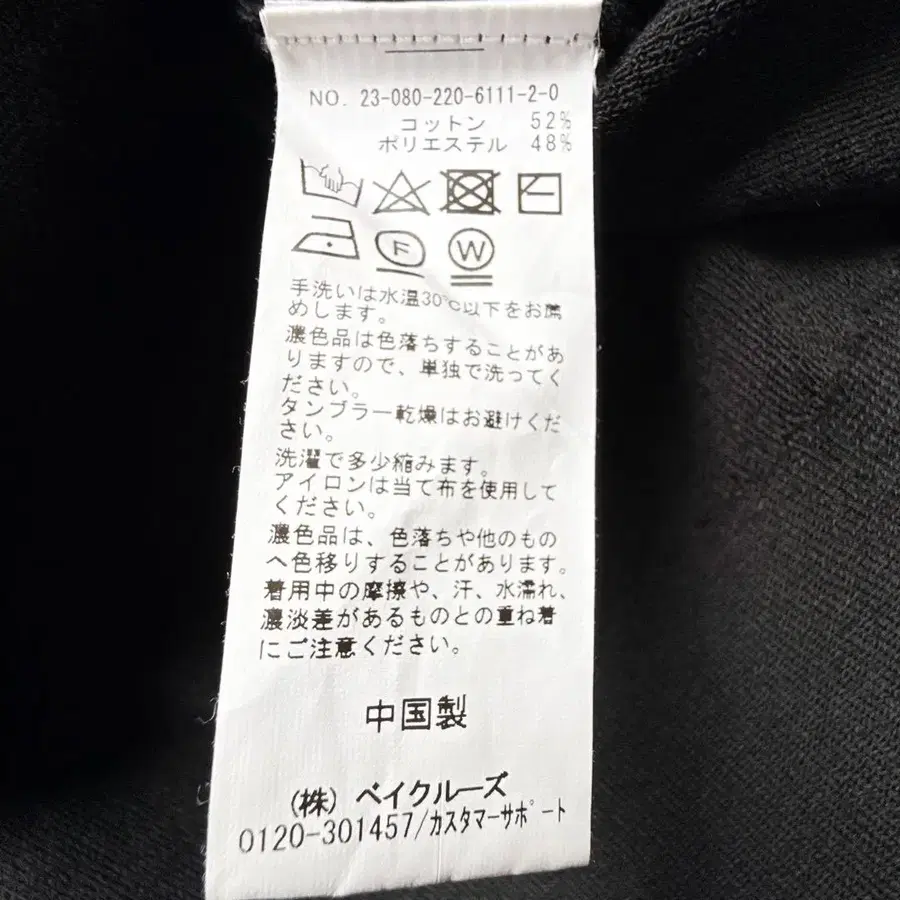 NO. 23-080-220-6111-2-0
コットン 52%
ポリエステル 48%
F
W
手洗いは水温30℃以下をお薦
めします。
濃色品は色落ちすることがあ
りますので、単独で洗ってく
ださい。
タンブラー乾燥はお避けくだ
さい。
洗濯で多少縮みます。
アイロンは当て布を使用して
ください。
濃色品は、色落ちや他のもの
へ色移りすることがあります。
着用中の摩擦や、汗、水濡れ、
濃淡差があるものとの重ね着
にご注意ください。
中国製
(株) ベイクルーズ
0120-301457/カスタマーサポート